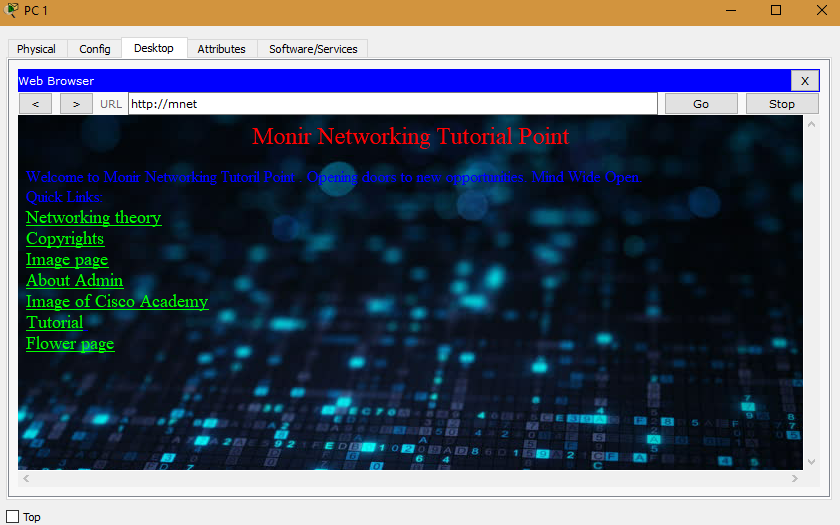 PC 1
Physical Config Desktop Attributes Software/Services
Web Browser X
< > URL http://mnet Go Stop
Monir Networking Tutorial Point
Welcome to Monir Networking Tutoril Point . Opening doors to new opportunities. Mind Wide Open.
Quick Links:
Networking theory
Copyrights
Image page
About Admin
Image of Cisco Academy
Tutorial
Flower page
Top